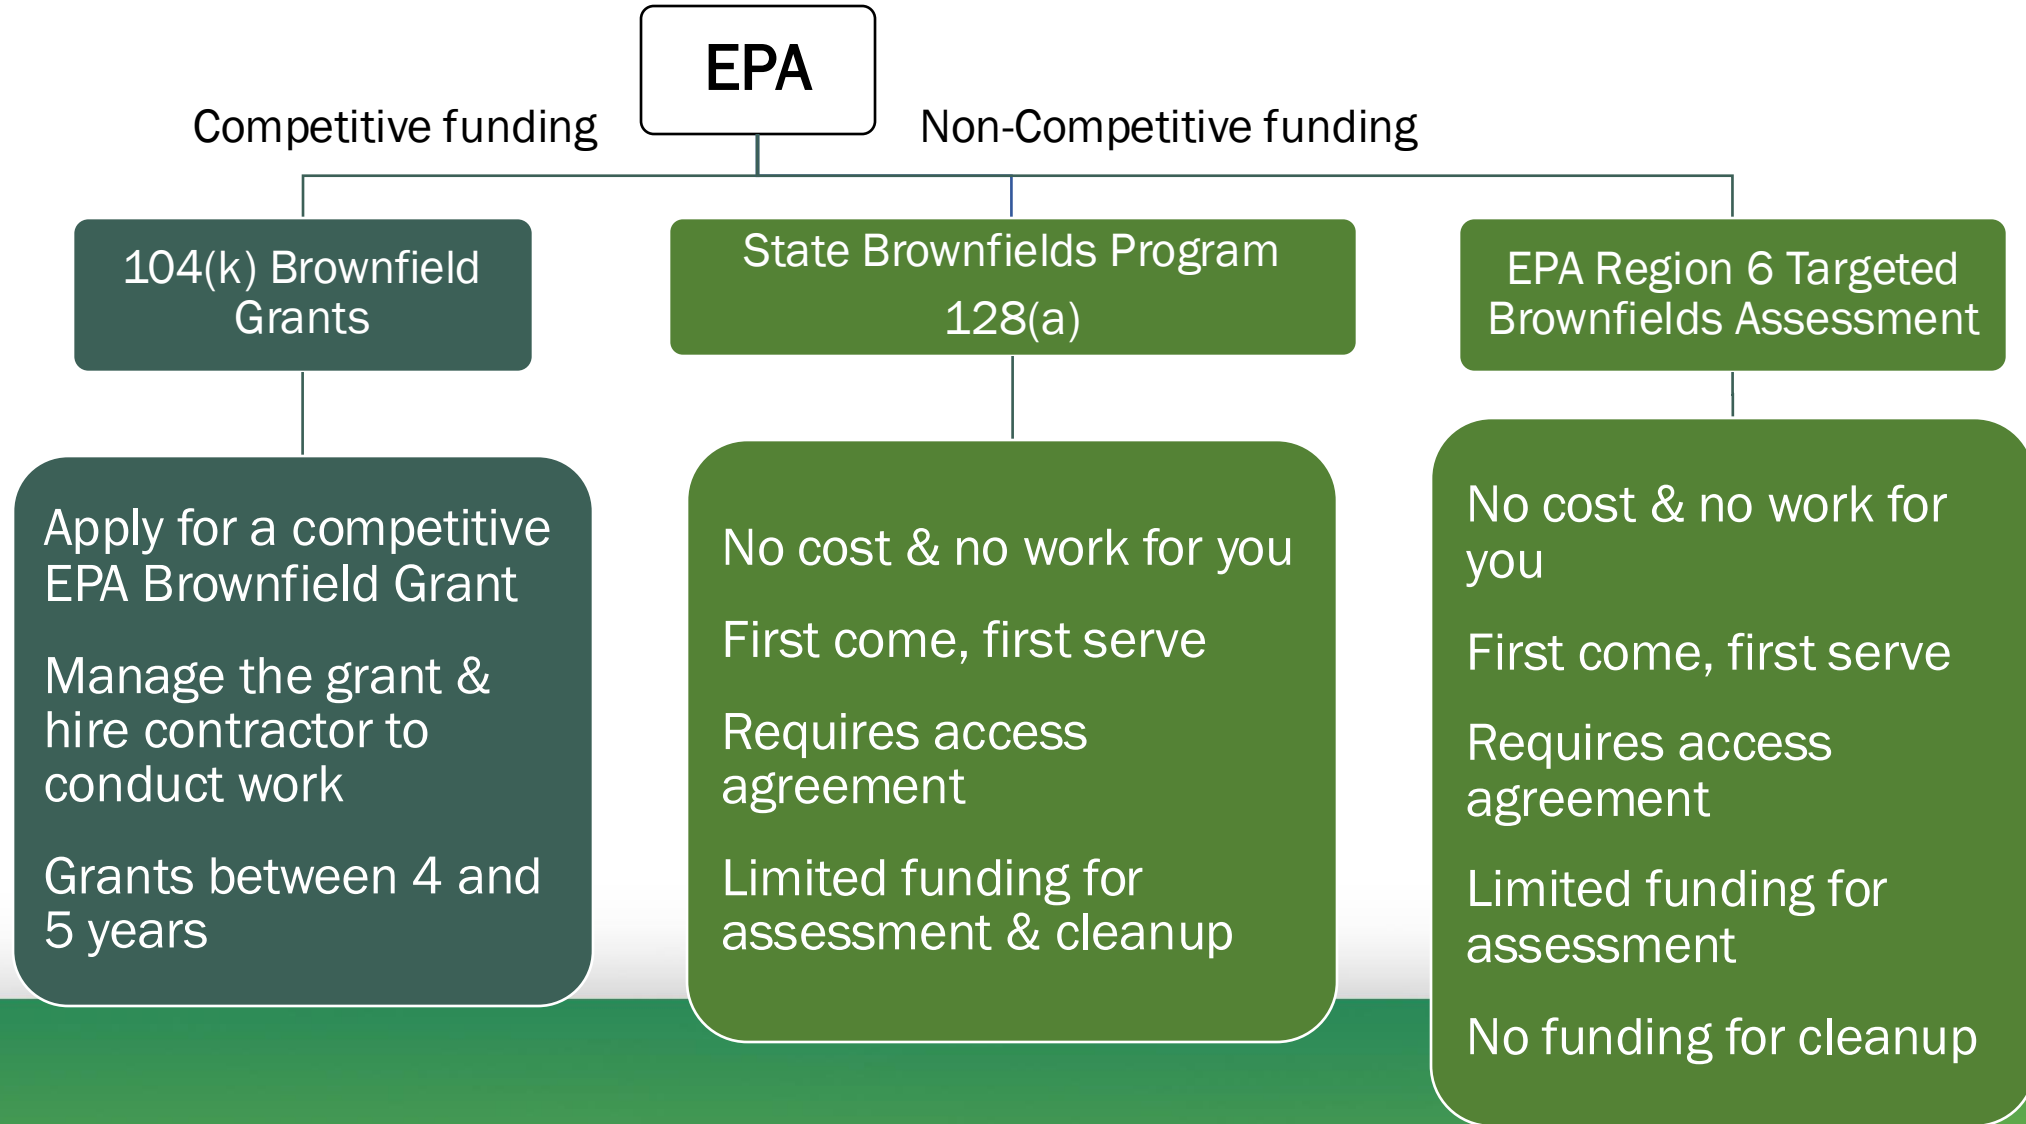 EPA
Competitive funding
Non-Competitive funding
104(k) Brownfield
Grants
State Brownfields Program
128(a)
EPA Region 6 Targeted
Brownfields Assessment
Apply for a competitive
EPA Brownfield Grant
Manage the grant &
hire contractor to
conduct work
Grants between 4 and
5 years
No cost & no work for you
First come, first serve
Requires access
agreement
Limited funding for
assessment & cleanup
No cost & no work for
you
First come, first serve
Requires access
agreement
Limited funding for
assessment
No funding for cleanup